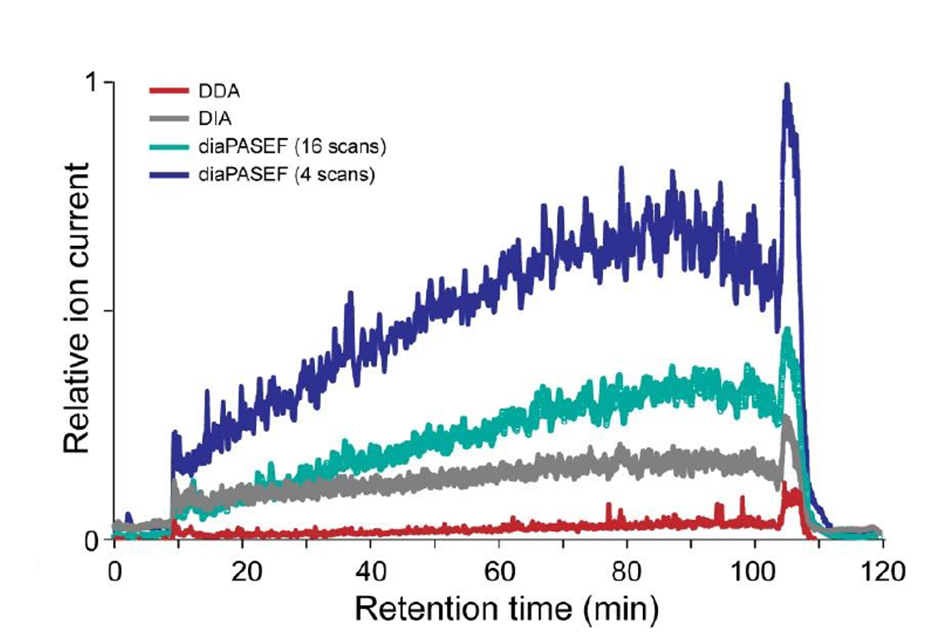 1
DDA
DIA
diaPASEF (16 scans)
diaPASEF (4 scans)
Relative ion current
0
0 20 40 60 80 100 120
Retention time (min)